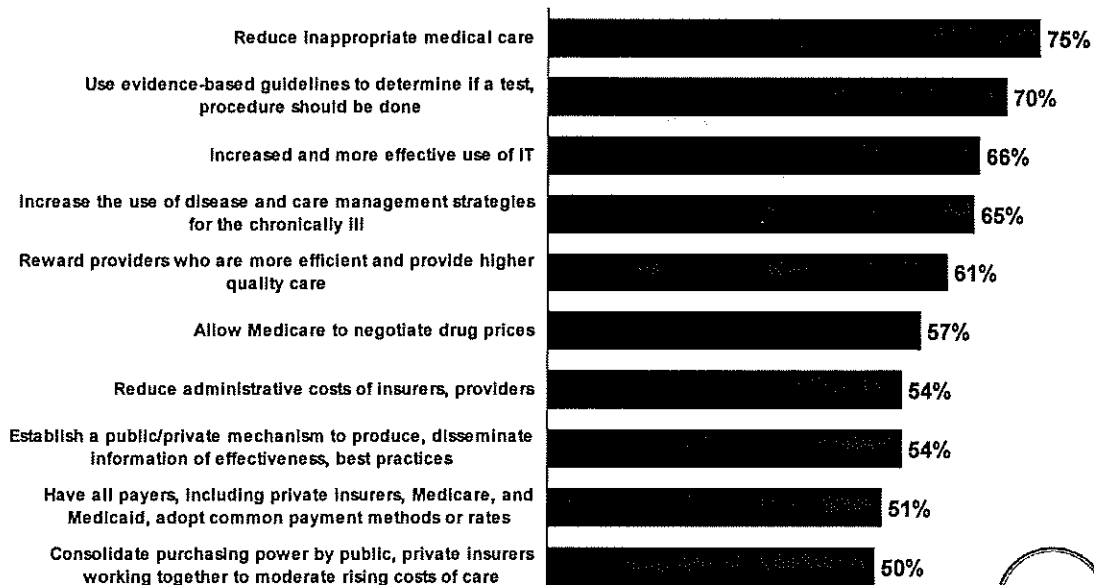 Reduce inappropriate medical care
75%
Use evidence-based guidelines to determine if a test,
procedure should be done
70%
Increased and more effective use of IT
66%
Increase the use of disease and care management strategies
for the chronically ill
65%
Reward providers who are more efficient and provide higher
quality care
61%
Allow Medicare to negotiate drug prices
57%
Reduce administrative costs of insurers, providers
54%
Establish a public/private mechanism to produce, disseminate
information of effectiveness, best practices
54%
Have all payers, including private insurers, Medicare, and
Medicaid, adopt common payment methods or rates
51%
Consolidate purchasing power by public, private insurers
working together to moderate rising costs of care
50%